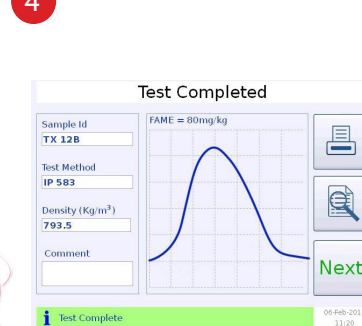 4
Test Completed
Sample Id
TX 12B
Test Method
IP 583
Density (Kg/m³)
793.5
Comment
FAME = 80mg/kg
Next
Test Complete
06-Feb-202
11:20